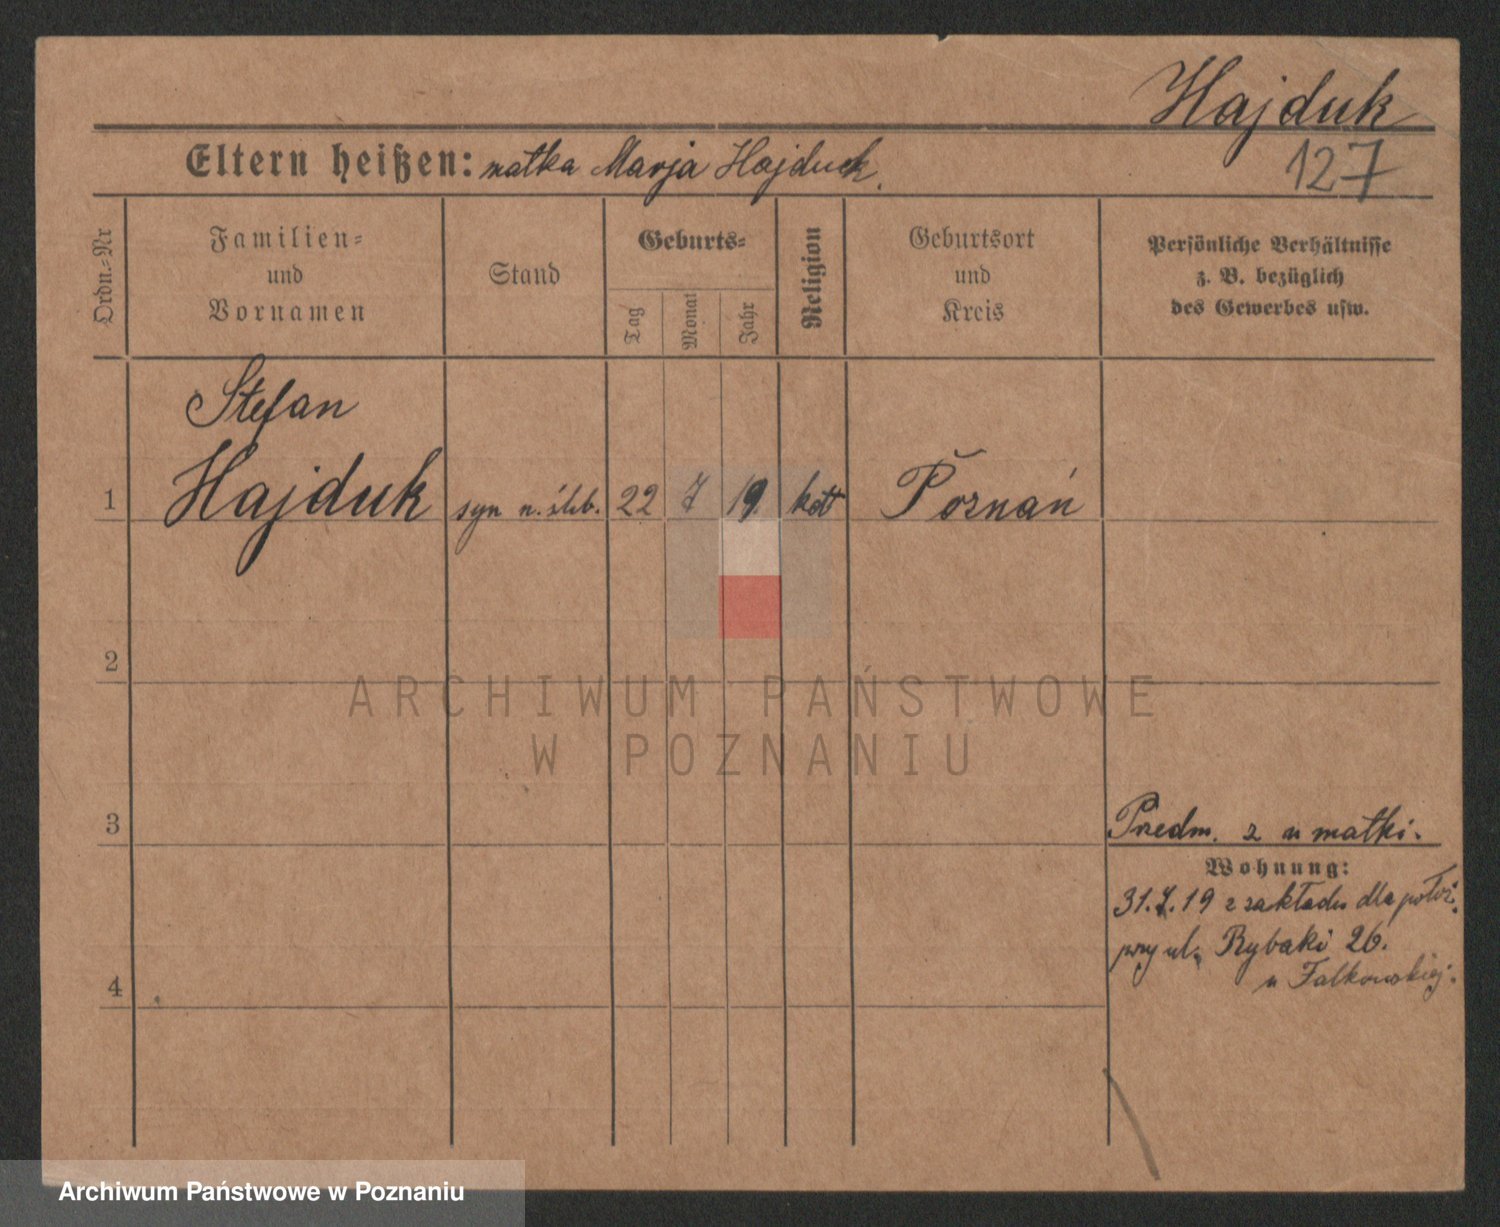 Hajduk
127
Eltern heißen: matka Marja Hajduck.
Ordn.-Nr
Familien-
und
Vornamen
Stand
Geburts-
Tag
Monat
Jahr
Religion
Geburtsort
und
Kreis
Persönliche Verhältnisse
z. B. bezüglich
des Gewerbes usw.
Stefan
1 Hajduk syn n. ślub. 22 7 19 kat Poznań
2
ARCHIWUM PAŃSTWOWE
W POZNANIU
3
Przedm. z u matki.
Wohnung:
31.7.19 z zakładu dla położ.
przy ul. Rybaki 26.
u Falkowskiej.
4
Archiwum Państwowe w Poznaniu